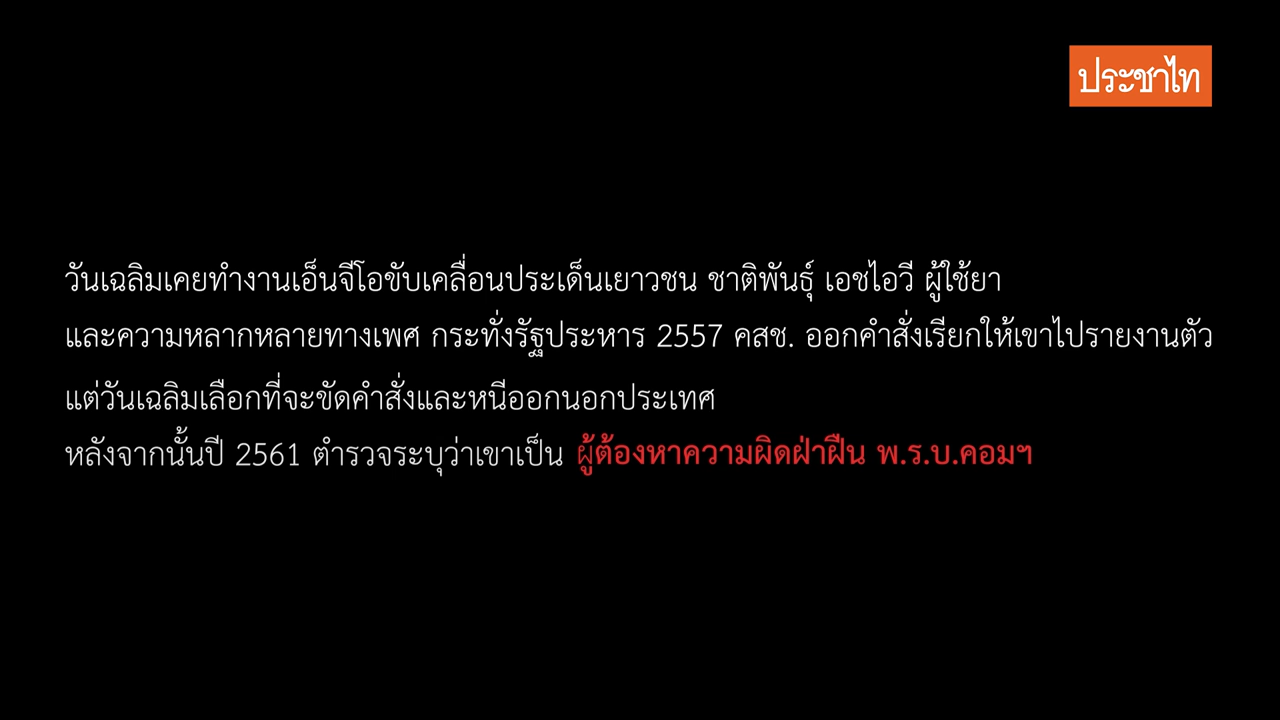 ประชาไท
วันเฉลิมเคยทำงานเอ็นจีโอขับเคลื่อนประเด็นเยาวชน ชาติพันธุ์ เอชไอวี ผู้ใช้ยา
และความหลากหลายทางเพศ กระทั่งรัฐประหาร 2557 คสช. ออกคำสั่งเรียกให้เขาไปรายงานตัว
แต่วันเฉลิมเลือกที่จะขัดคำสั่งและหนีออกนอกประเทศ
หลังจากนั้นปี 2561 ตำรวจระบุว่าเขาเป็น ผู้ต้องหาความผิดฝ่าฝืน พ.ร.บ.คอมฯ